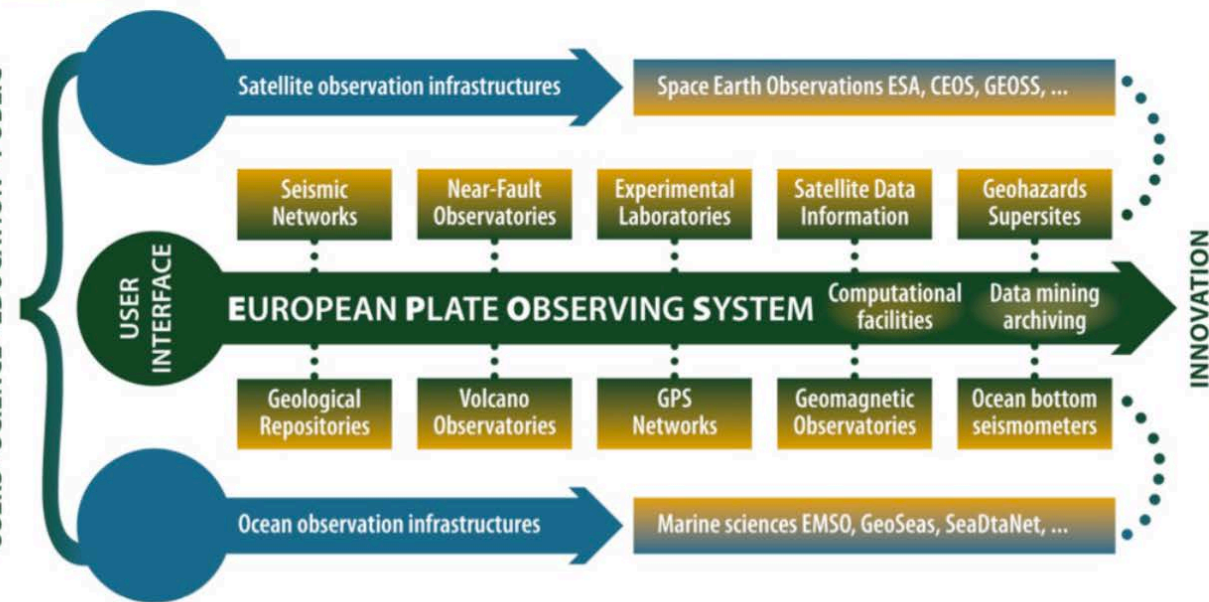 Satellite observation infrastructures
Space Earth Observations ESA, CEOS, GEOSS, ...
Seismic
Networks
Near-Fault
Observatories
Experimental
Laboratories
Satellite Data
Information
Geohazards
Supersites
USER
INTERFACE
EUROPEAN PLATE OBSERVING SYSTEM
Computational
facilities
Data mining
archiving
INNOVATION
Geological
Repositories
Volcano
Observatories
GPS
Networks
Geomagnetic
Observatories
Ocean bottom
seismometers
Ocean observation infrastructures
Marine sciences EMSO, GeoSeas, SeaDtaNet, ...